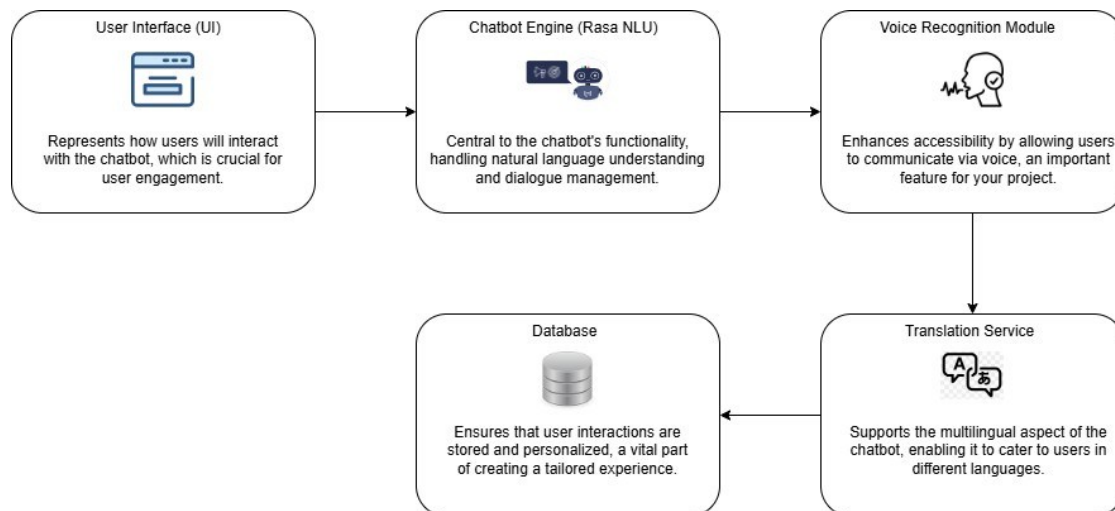 User Interface (UI)
Represents how users will interact
with the chatbot, which is crucial for
user engagement.
Chatbot Engine (Rasa NLU)
Central to the chatbot's functionality,
handling natural language understanding
and dialogue management.
Voice Recognition Module
Enhances accessibility by allowing users
to communicate via voice, an important
feature for your project.
Translation Service
A
あ
Supports the multilingual aspect of the
chatbot, enabling it to cater to users in
different languages.
Database
Ensures that user interactions are
stored and personalized, a vital part
of creating a tailored experience.